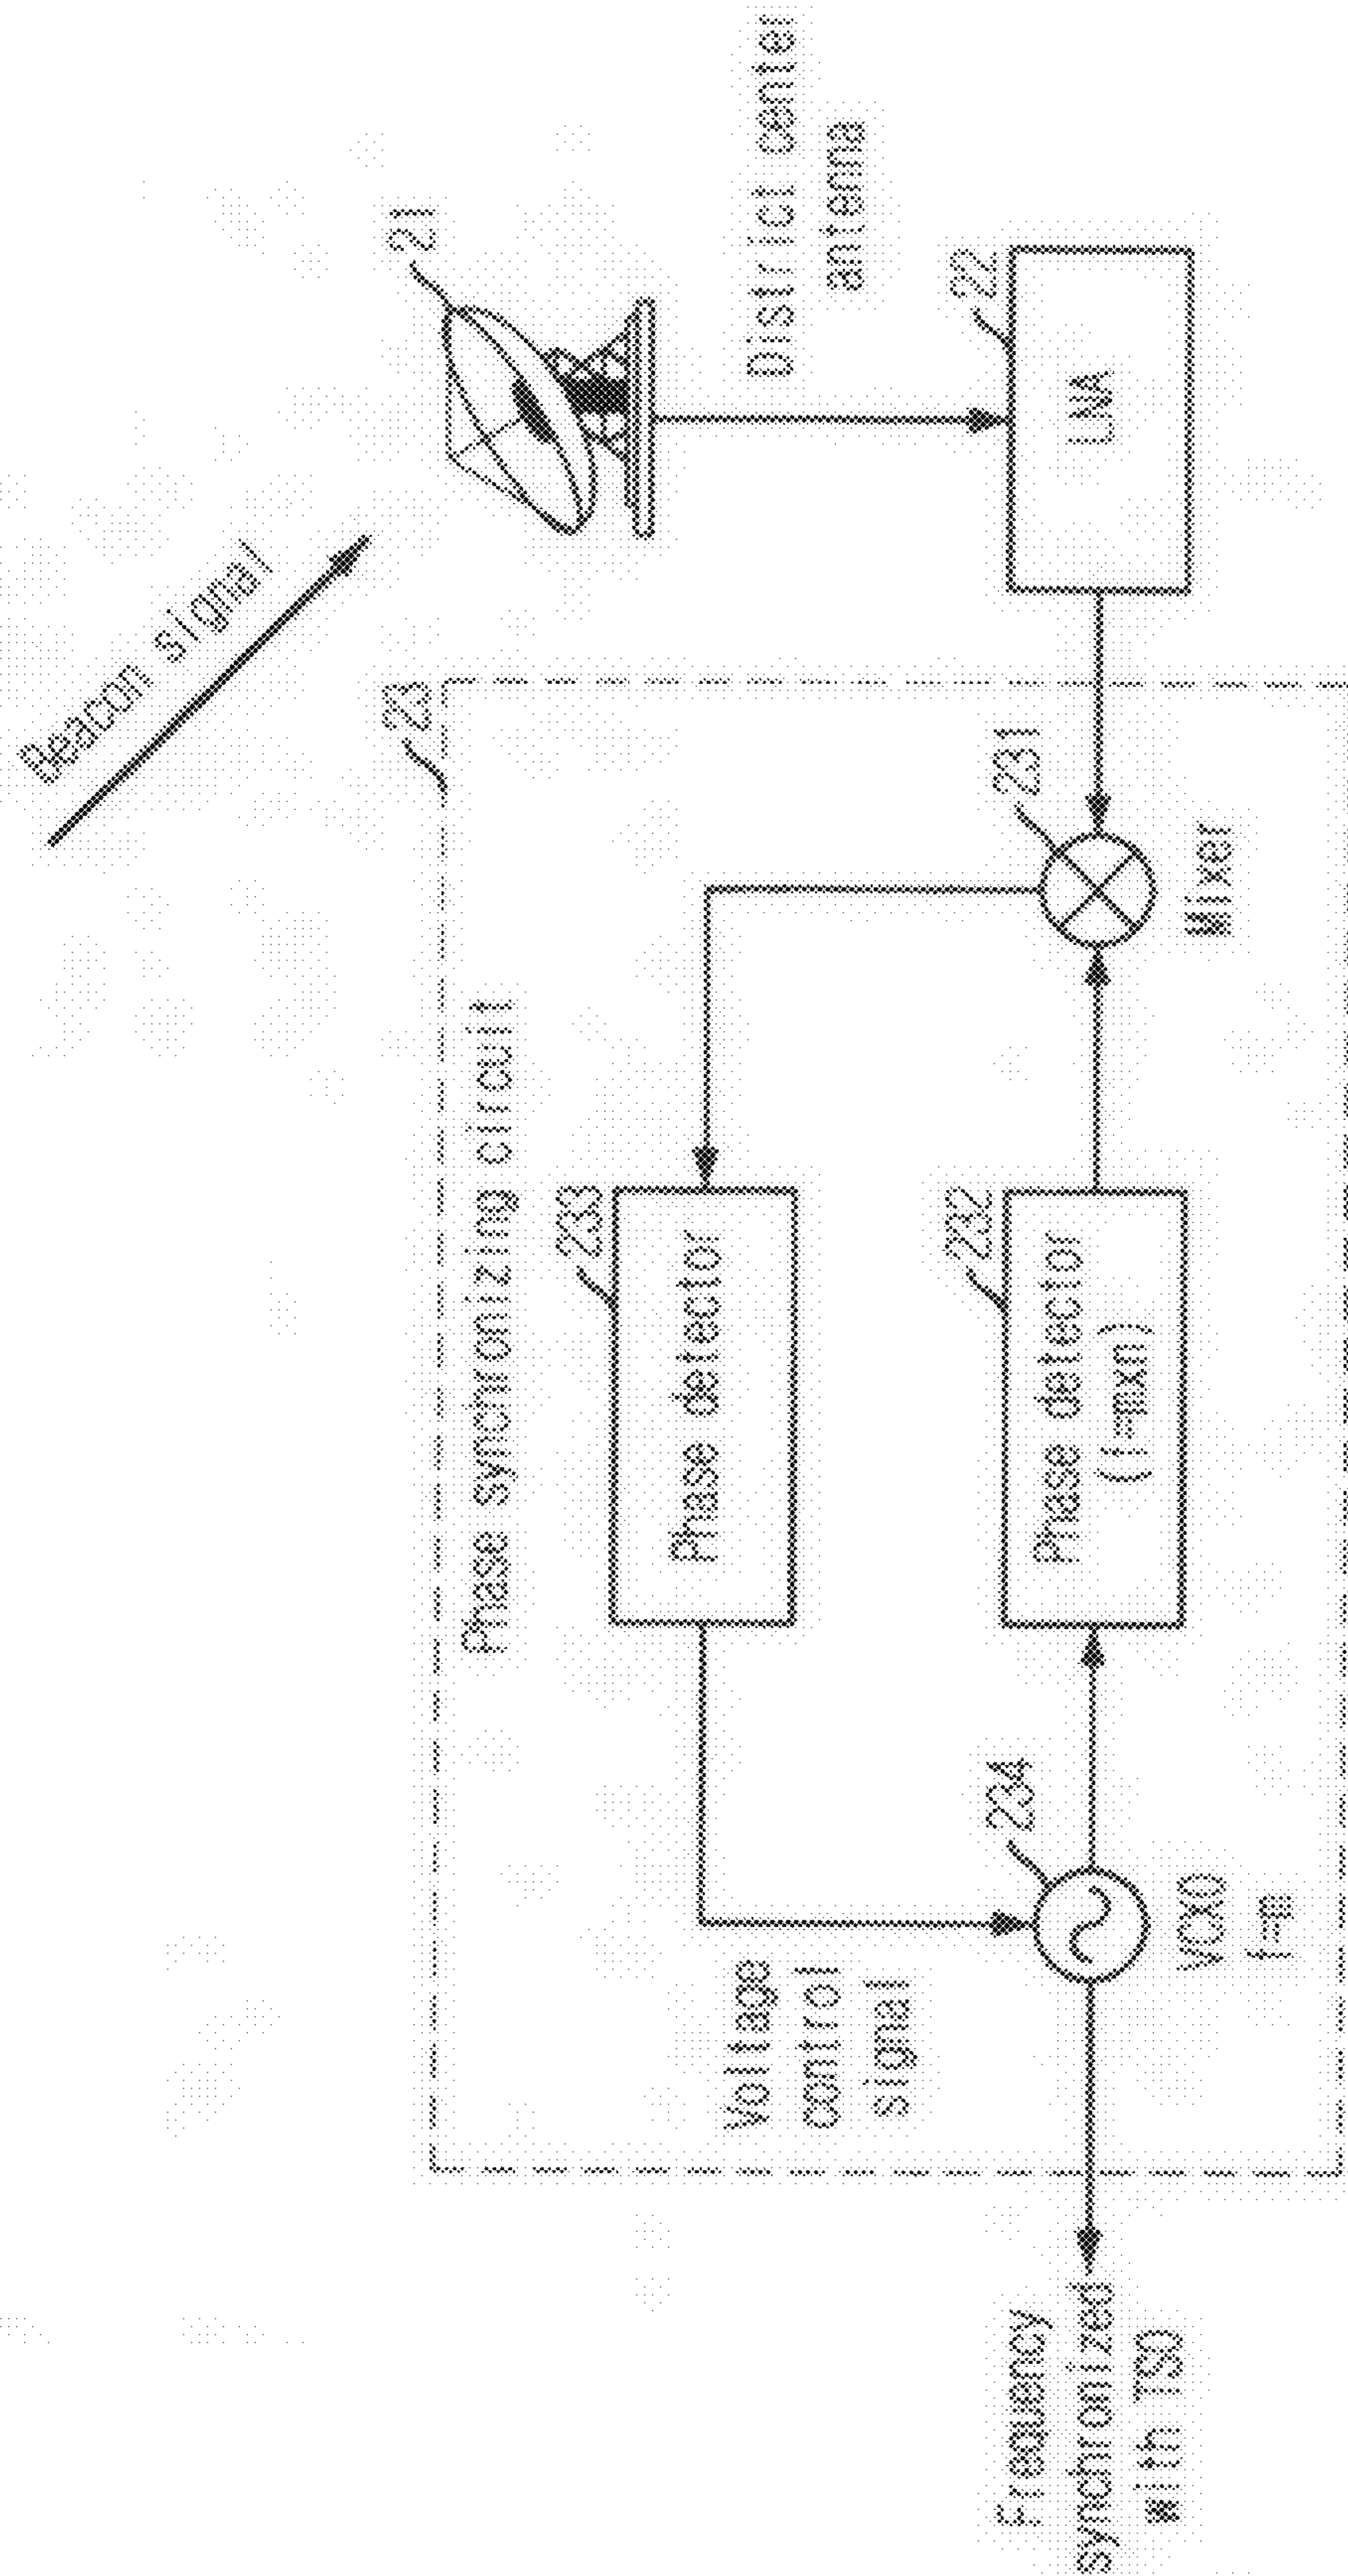 Beacon signal
21
District center
antenna
22
LNA
23
Phase synchronizing circuit
231
Mixer
233
Phase detector
232
Phase detector
(f=mxn)
234
VCXO
f=m
Voltage
control
signal
Frequency
synchronized
with TSO